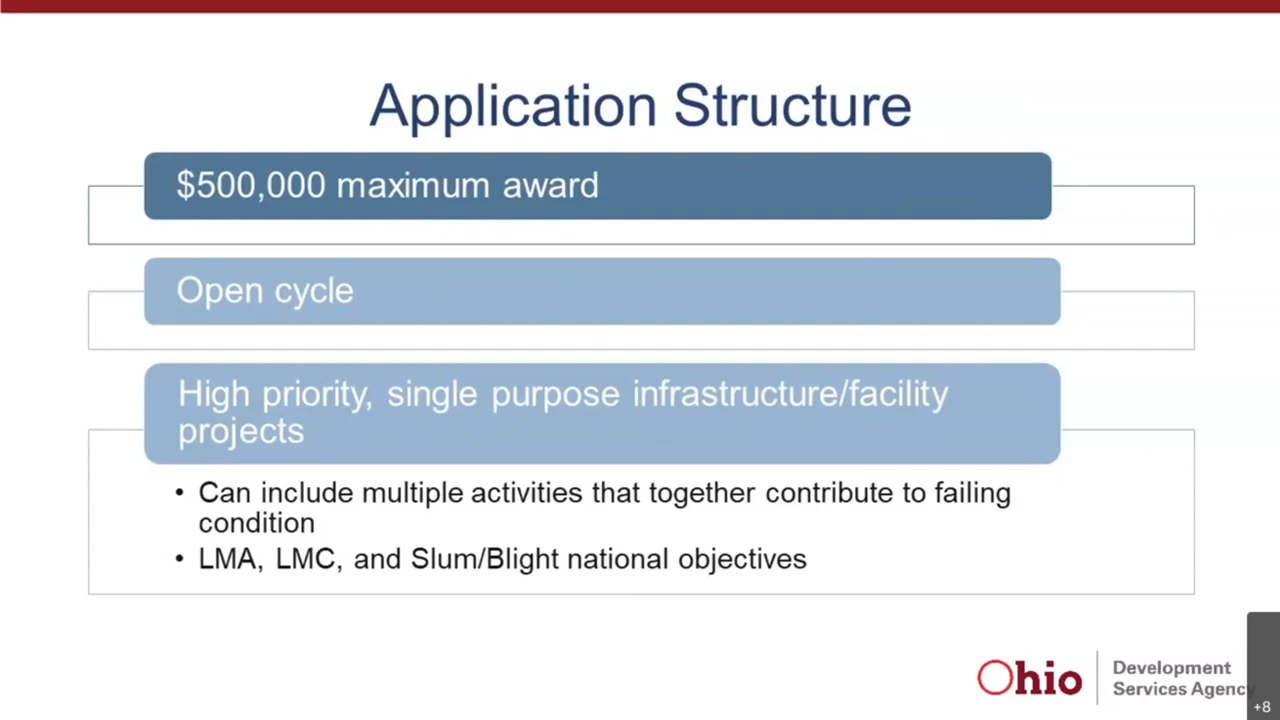 Application Structure
$500,000 maximum award
Open cycle
High priority, single purpose infrastructure/facility
projects
• Can include multiple activities that together contribute to failing
condition
• LMA, LMC, and Slum/Blight national objectives
Ohio
Development
Services Agency
+8